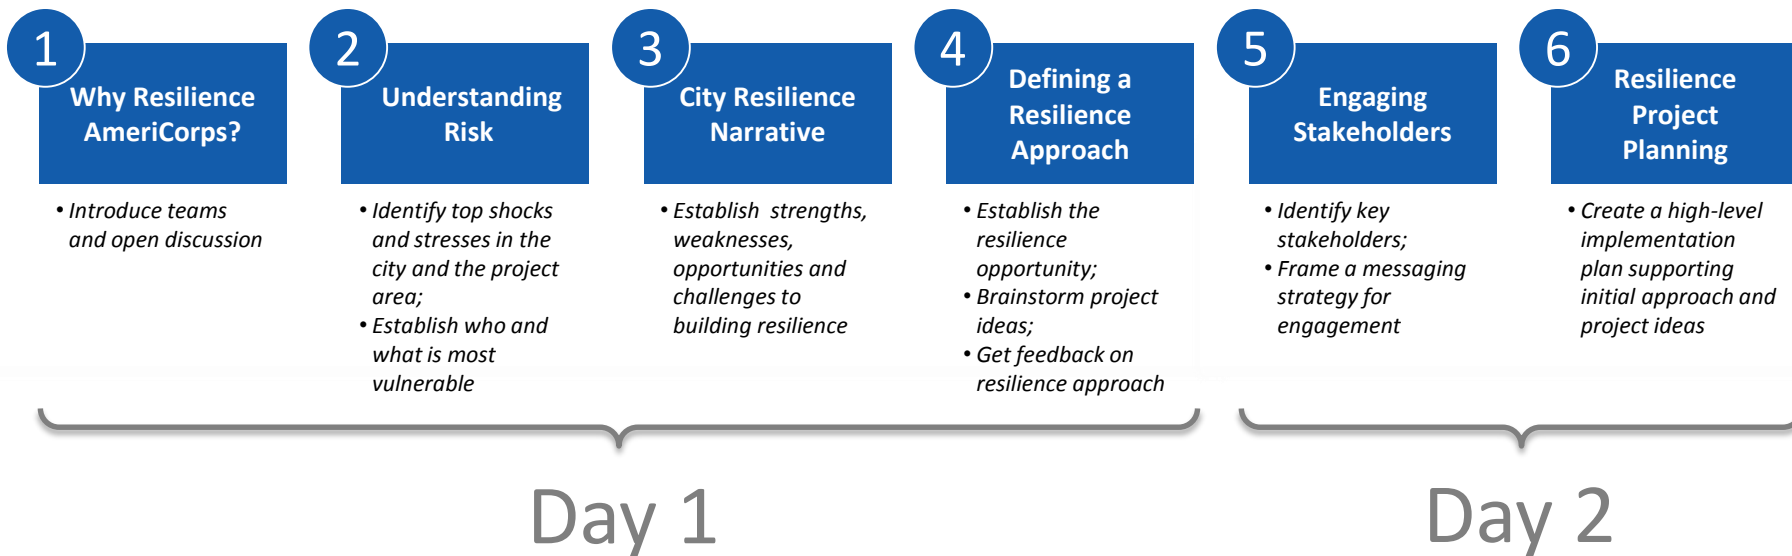 1
Why Resilience
AmeriCorps?
• Introduce teams
and open discussion
2
Understanding
Risk
• Identify top shocks
and stresses in the
city and the project
area;
• Establish who and
what is most
vulnerable
3
City Resilience
Narrative
• Establish  strengths,
weaknesses,
opportunities and
challenges to
building resilience
4
Defining a
Resilience
Approach
• Establish the
resilience
opportunity;
• Brainstorm project
ideas;
• Get feedback on
resilience approach
5
Engaging
Stakeholders
• Identify key
stakeholders;
• Frame a messaging
strategy for
engagement
6
Resilience
Project
Planning
• Create a high-level
implementation
plan supporting
initial approach and
project ideas
Day 1
Day 2